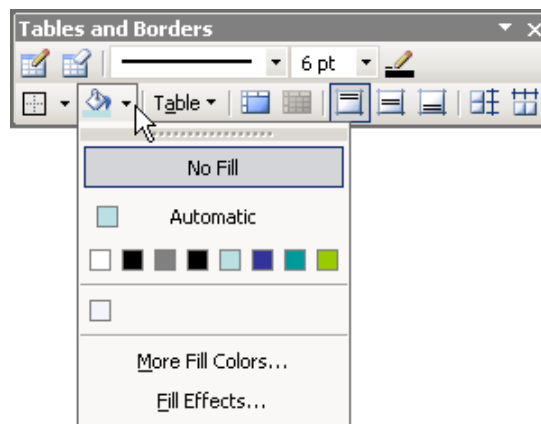 Tables and Borders
6 pt
Table
No Fill
Automatic
More Fill Colors...
Fill Effects...